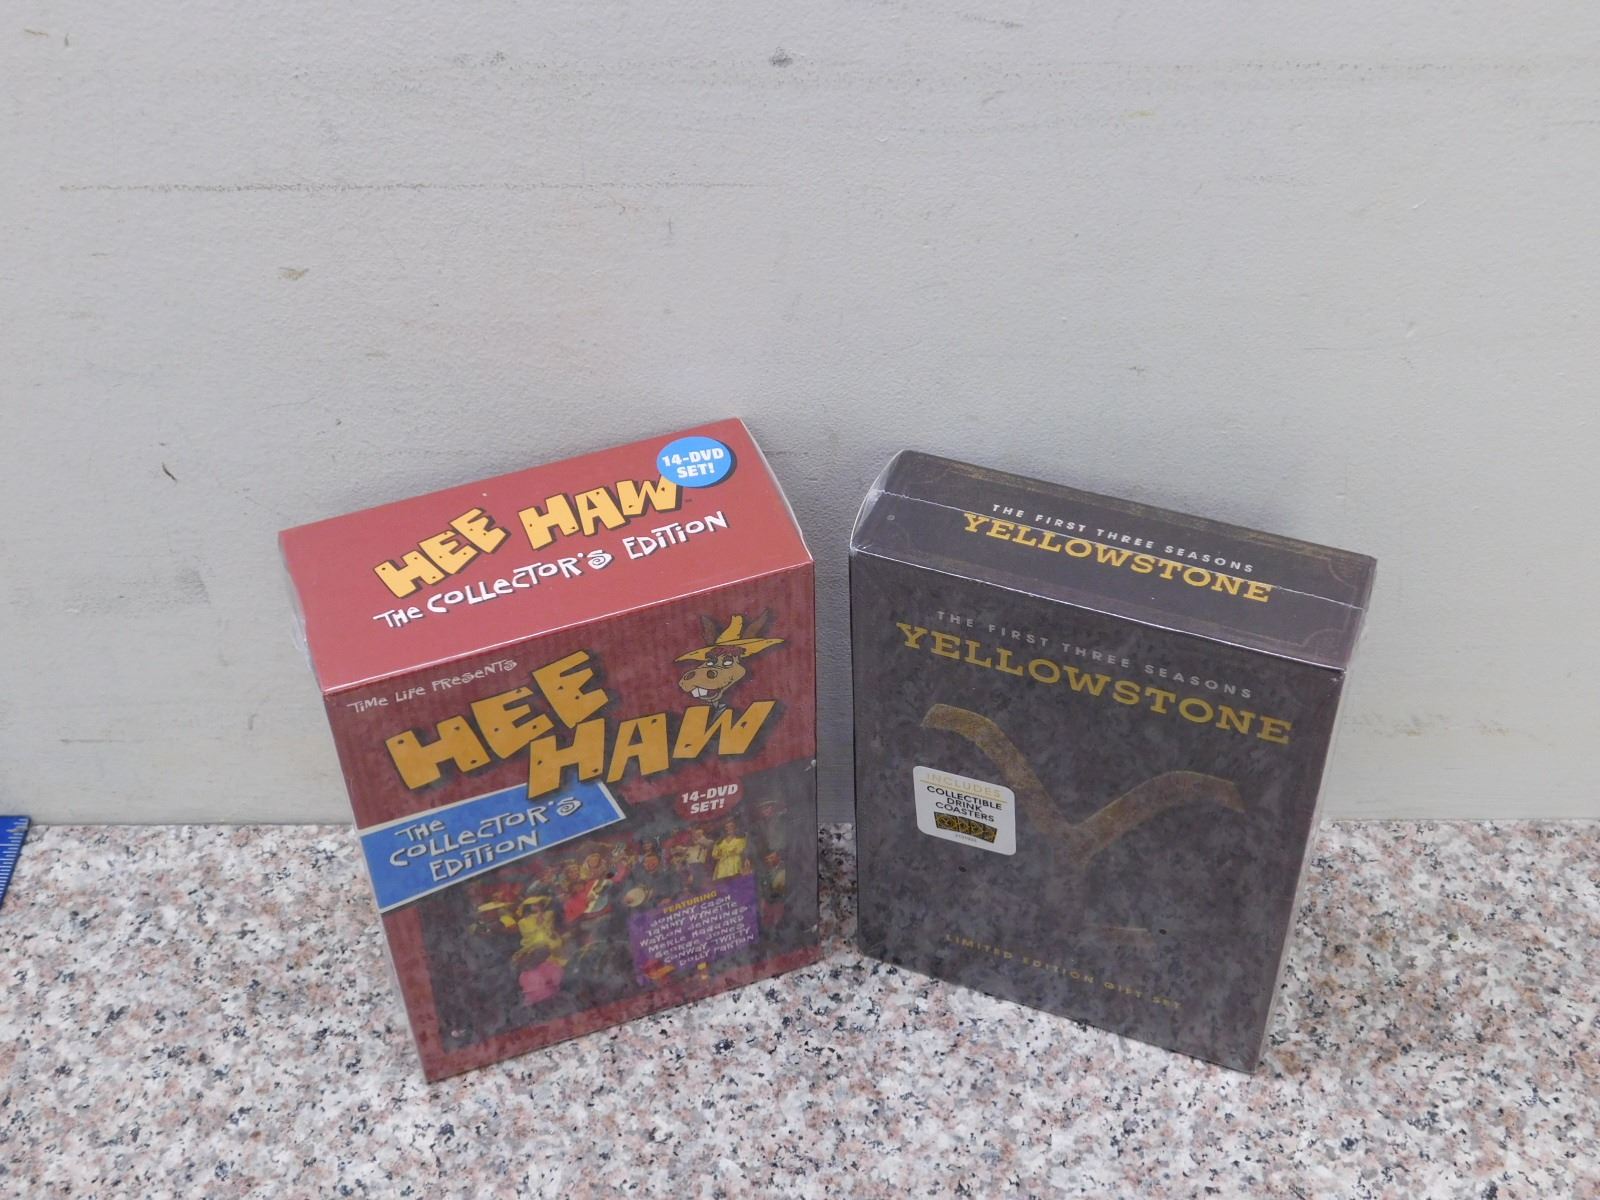 14-DVD
SET!
HEE HAW
THE COLLECTOR'S EDITION
TIME LIFE PRESENTS
HEE
HAW
14-DVD
SET!
THE
COLLECTOR'S
EDITION
FEATURING
JOHNNY CASH
TAMMY WYNETTE
WAYLON JENNINGS
MERLE HAGGARD
GEORGE JONES
CONWAY TWITTY
DOLLY PARTON
THE FIRST THREE SEASONS
YELLOWSTONE
THE FIRST THREE SEASONS
YELLOWSTONE
INCLUDES
COLLECTIBLE
DRINK
COASTERS
LIMITED EDITION GIFT SET